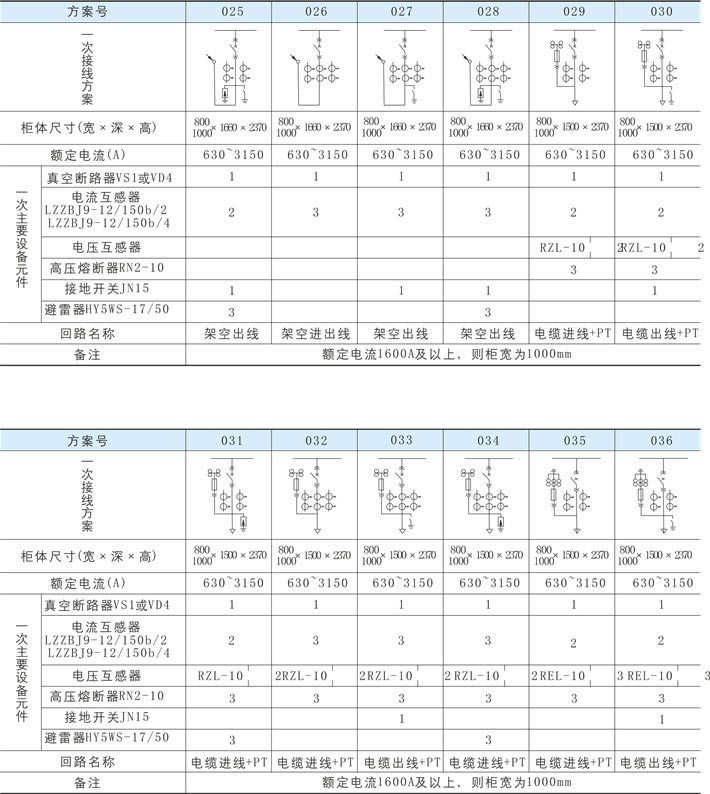 方案号 025 026 027 028 029 030
一次接线方案
柜体尺寸(宽×深×高) 800 1000×1660×2370 800 1000×1660×2370 800 1000×1660×2370 800 1000×1660×2370 800 1000×1500×2370 800 1000×1500×2370
额定电流(A) 630~3150 630~3150 630~3150 630~3150 630~3150 630~3150
一次主要设备元件
真空断路器VS1或VD4 1 1 1 1 1 1
电流互感器
LZZBJ9-12/150b/2 2 3 3 3 2 2
LZZBJ9-12/150b/4
电压互感器 RZL-10 2RZL-10 2
高压熔断器RN2-10 3 3
接地开关JN15 1 1 1 1
避雷器HY5WS-17/50 3 3
回路名称 架空出线 架空进出线 架空出线 架空出线 电缆进线+PT 电缆出线+PT
备注 额定电流1600A及以上，则柜宽为1000mm
方案号 031 032 033 034 035 036
一次接线方案
柜体尺寸(宽×深×高) 800 1000×1500×2370 800 1000×1500×2370 800 1000×1500×2370 800 1000×1500×2370 800 1000×1500×2370 800 1000×1500×2370
额定电流(A) 630~3150 630~3150 630~3150 630~3150 630~3150 630~3150
一次主要设备元件
真空断路器VS1或VD4 1 1 1 1 1 1
电流互感器
LZZBJ9-12/150b/2 2 3 3 3 2 2
LZZBJ9-12/150b/4
电压互感器 RZL-10 2RZL-10 2RZL-10 2RZL-10 2REL-10 3REL-10 3
高压熔断器RN2-10 3 3 3 3 3 3
接地开关JN15 1 1
避雷器HY5WS-17/50 3 3
回路名称 电缆进线+PT 电缆进线+PT 电缆出线+PT 电缆进线+PT 电缆进线+PT 电缆进线+PT
备注 额定电流1600A及以上，则柜宽为1000mm